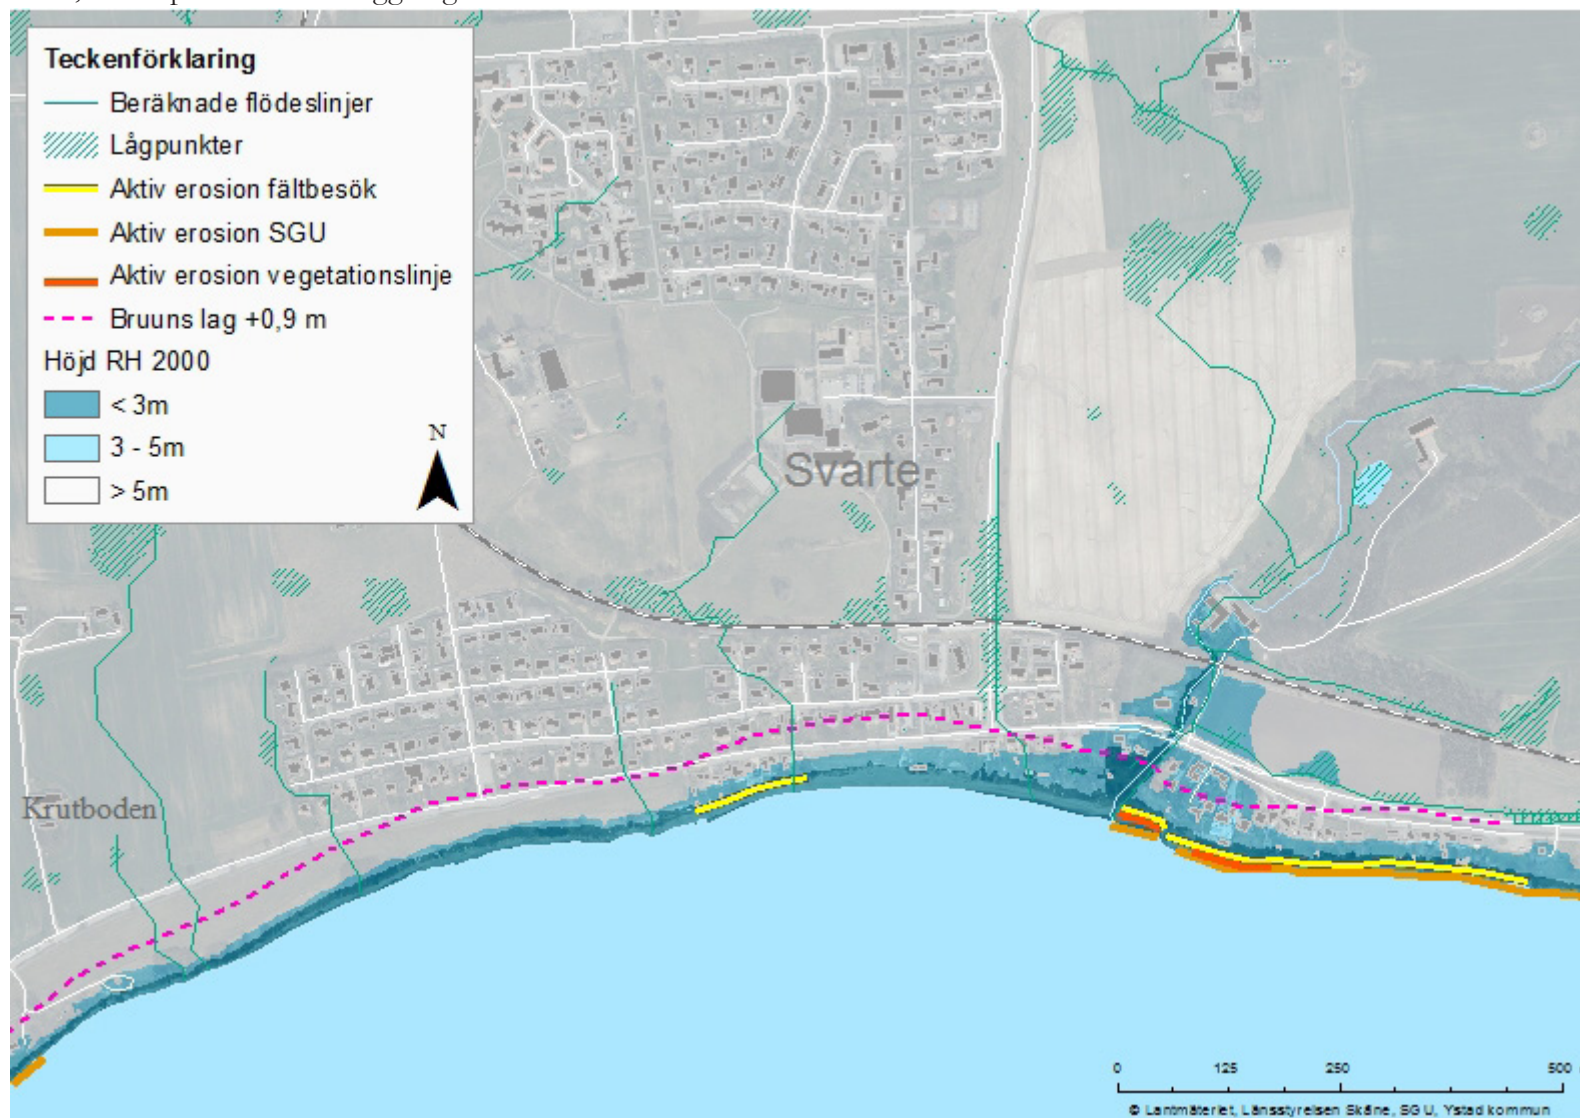 Teckenförklaring
Beräknade flödeslinjer
Lågpunkter
Aktiv erosion fältbesök
Aktiv erosion SGU
Aktiv erosion vegetationslinje
Bruuns lag +0,9 m
Höjd RH 2000
< 3m
3 - 5m
> 5m
N
Svarte
Krutboden
0 125 250 500
© Lantmäteriet, Länsstyrelsen Skåne, SGU, Ystad kommun